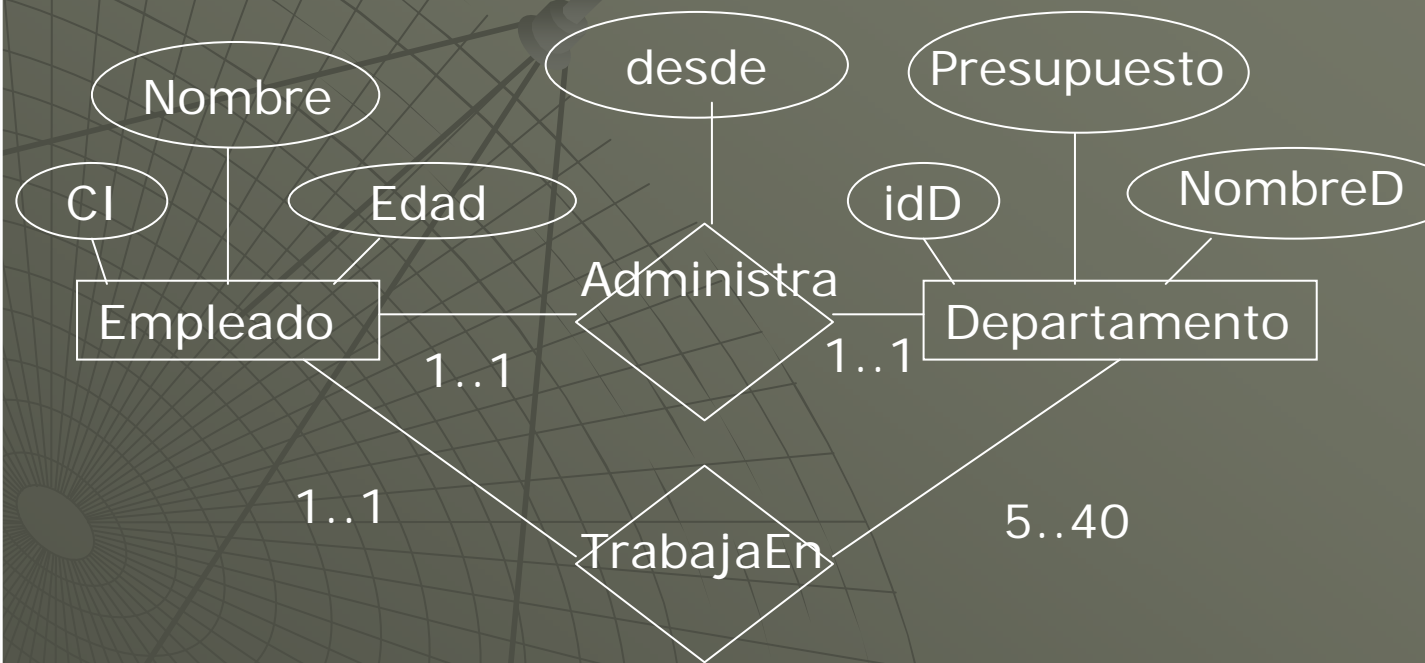 desde
Presupuesto
Nombre
CI
Edad
idD
NombreD
Administra
Empleado
Departamento
1..1
1..1
1..1
5..40
TrabajaEn